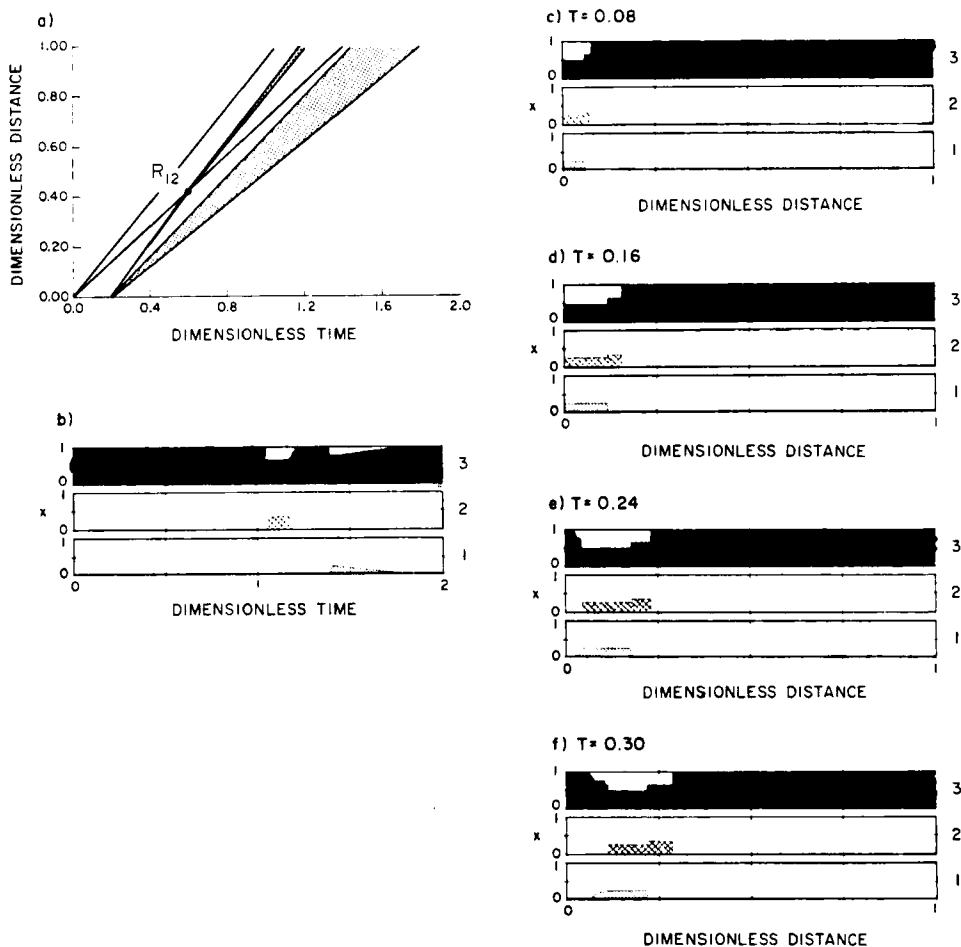 a)
DIMENSIONLESS DISTANCE
1.00
0.80
0.60
0.40
0.20
0.00
R12
0.0 0.4 0.8 1.2 1.6 2.0
DIMENSIONLESS TIME
b)
1
0
3
x
1
0
2
1
0
1
0 1 2
DIMENSIONLESS TIME
c) T= 0.08
1
0
3
x
1
0
2
1
0
1
0 1
DIMENSIONLESS DISTANCE
d) T= 0.16
1
0
3
x
1
0
2
1
0
1
0 1
DIMENSIONLESS DISTANCE
e) T= 0.24
1
0
3
x
1
0
2
1
0
1
0 1
DIMENSIONLESS DISTANCE
f) T= 0.30
1
0
3
x
1
0
2
1
0
1
0 1
DIMENSIONLESS DISTANCE